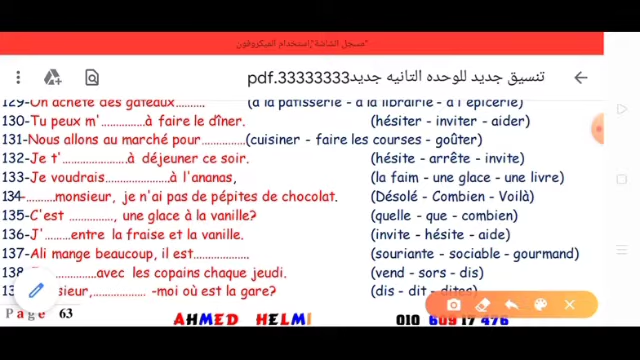 "مسجل الشاشة"إستخدام الميكروفون
تنسيق جديد للوحده التانيه جديد33333333.pdf
129-On achète des gâteaux.......... (à la pâtisserie - à la librairie - à l'épicerie)
130-Tu peux m'...............à faire le dîner. (hésiter - inviter - aider)
131-Nous allons au marché pour...............(cuisiner - faire les courses - goûter)
132-Je t'......................à déjeuner ce soir. (hésite - arrête - invite)
133-Je voudrais.....................à l'ananas, (la faim - une glace - une livre)
134-..........monsieur, je n'ai pas de pépites de chocolat. (Désolé - Combien - Voilà)
135-C'est ............, une glace à la vanille? (quelle - que - combien)
136-J'.........entre la fraise et la vanille. (invite - hésite - aide)
137-Ali mange beaucoup, il est................... (souriante - sociable - gourmand)
138 ............avec les copains chaque jeudi. (vend - sors - dis)
sieur,.................. -moi où est la gare? (dis - dit - dites)
Page 63 AHMED HELMI 010 609 17 476